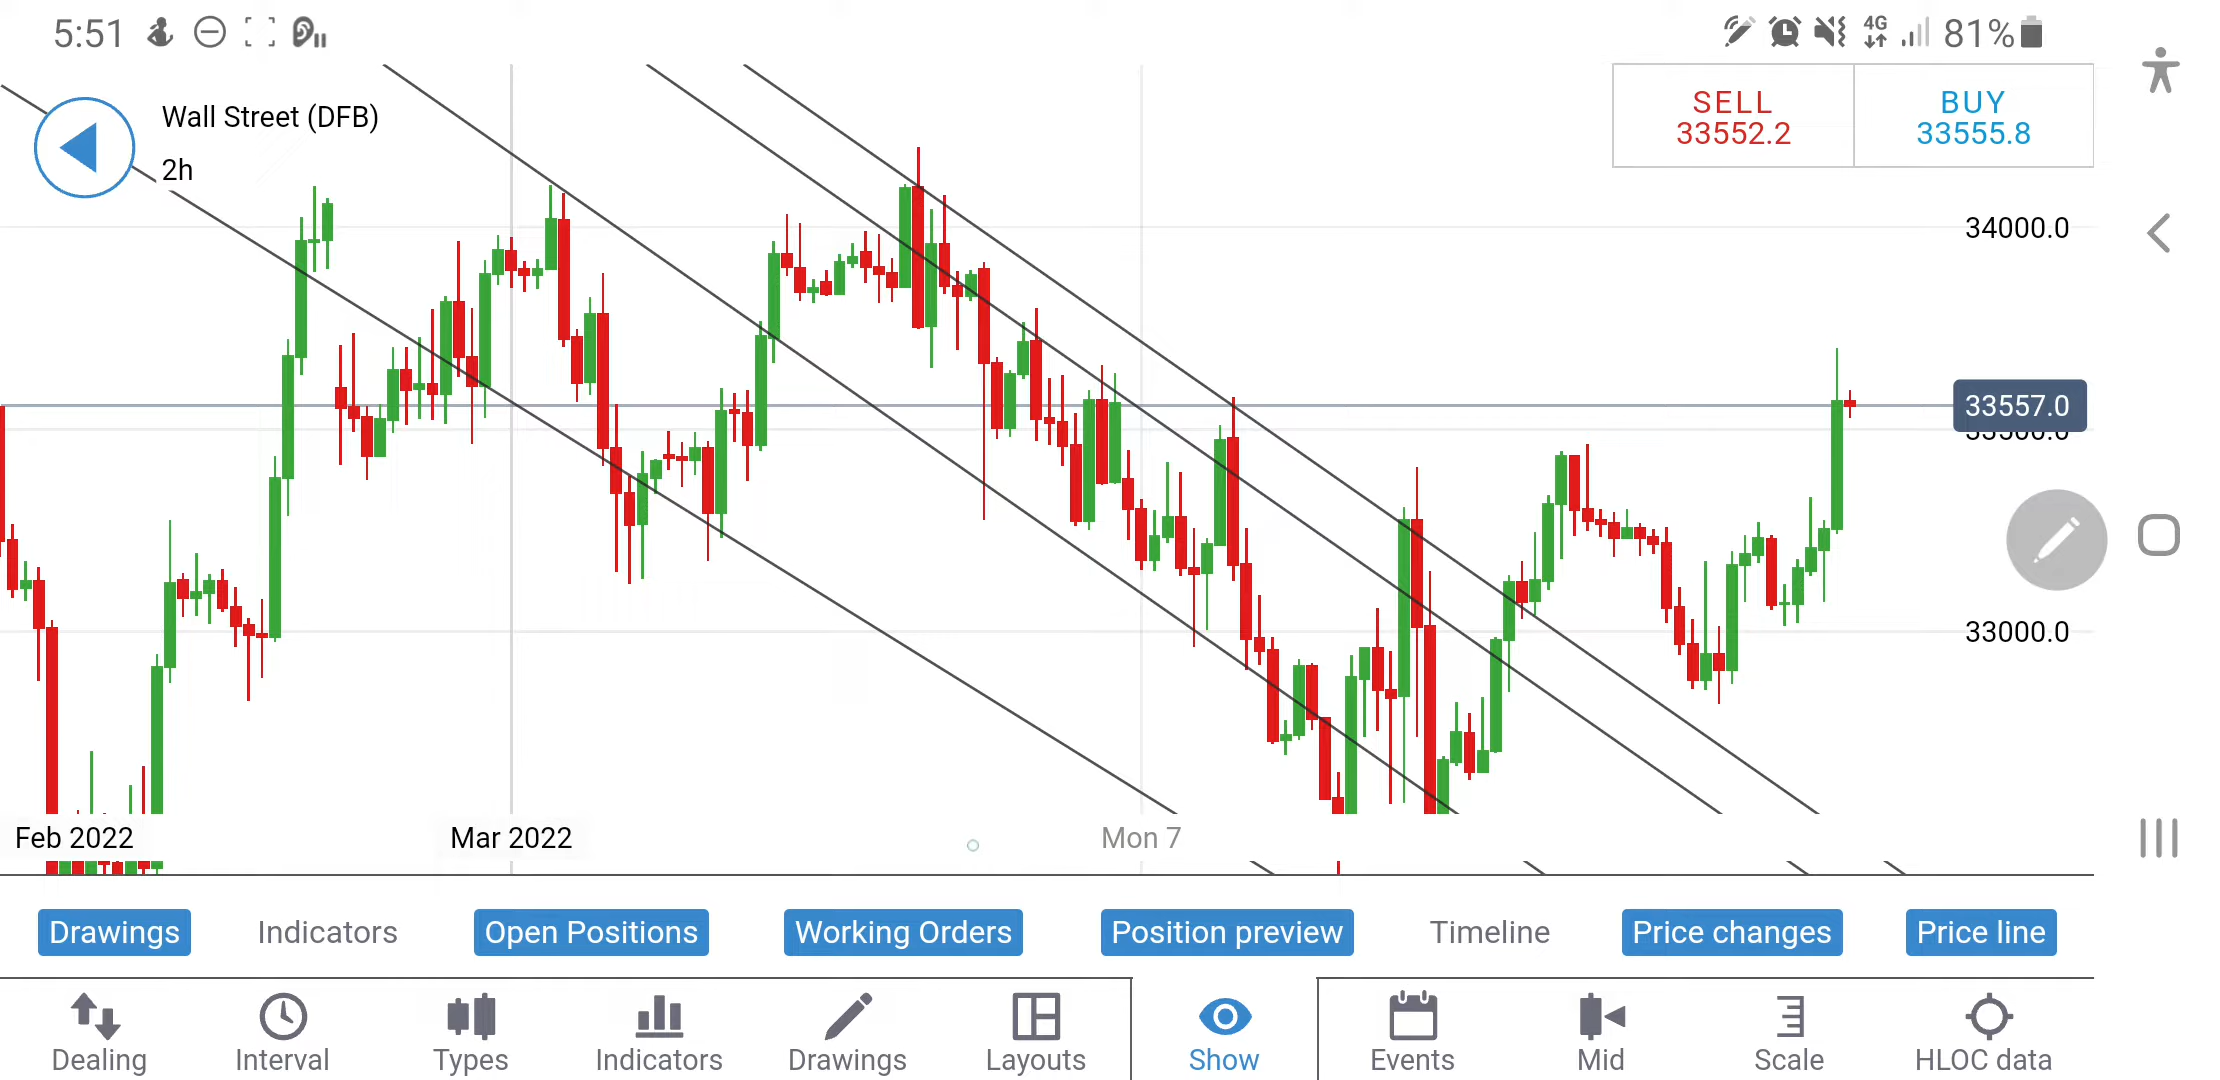 5:51
4G
81%
Wall Street (DFB)
2h
SELL
33552.2
BUY
33555.8
34000.0
33557.0
33000.0
Feb 2022
Mar 2022
Mon 7
Drawings
Indicators
Open Positions
Working Orders
Position preview
Timeline
Price changes
Price line
Dealing
Interval
Types
Indicators
Drawings
Layouts
Show
Events
Mid
Scale
HLOC data